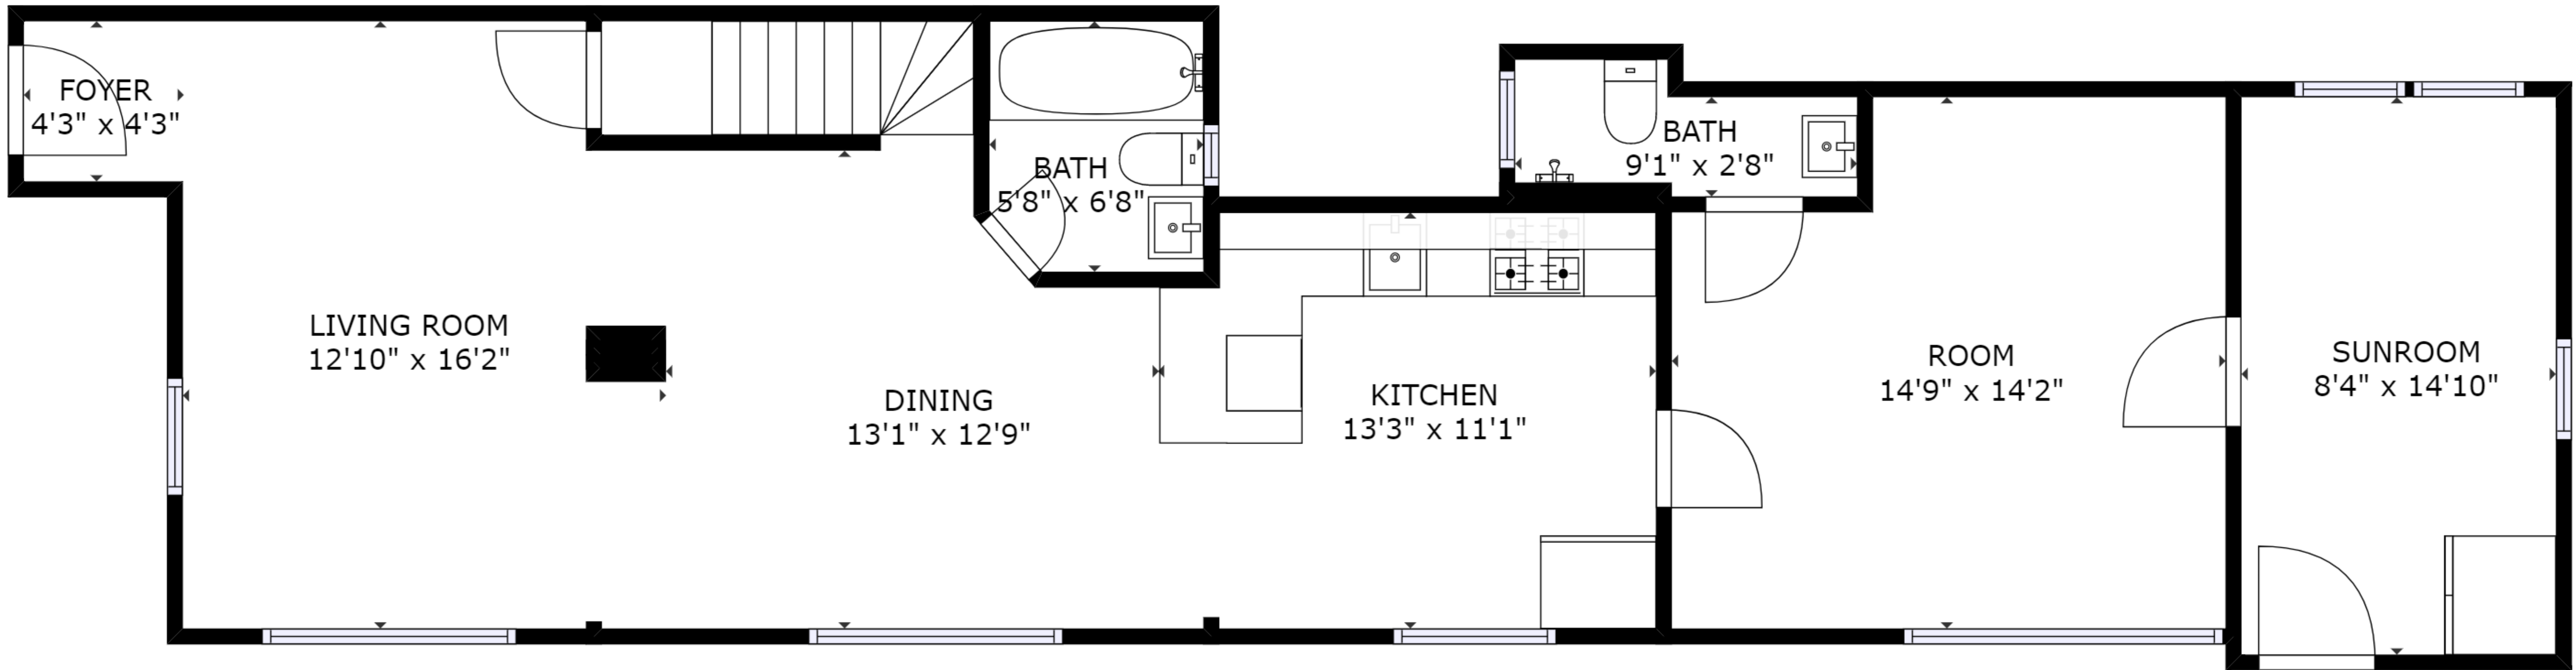 FOYER
4'3" x 4'3"
LIVING ROOM
12'10" x 16'2"
DINING
13'1" x 12'9"
BATH
5'8" x 6'8"
KITCHEN
13'3" x 11'1"
BATH
9'1" x 2'8"
ROOM
14'9" x 14'2"
SUNROOM
8'4" x 14'10"